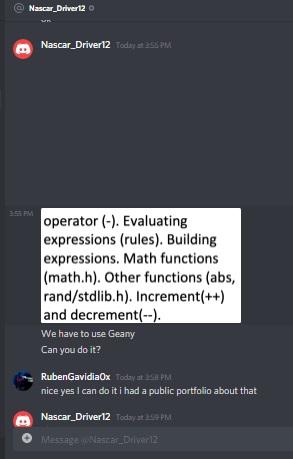 @ Nascar_Driver12
Nascar_Driver12 Today at 3:55 PM
3:55 PM
operator (-). Evaluating
expressions (rules). Building
expressions. Math functions
(math.h). Other functions (abs,
rand/stdlib.h). Increment(++)
and decrement(--).
We have to use Geany
Can you do it?
RubenGavidia0x Today at 3:58 PM
nice yes I can do it i had a public portfolio about that
Nascar_Driver12 Today at 3:59 PM
Message @Nascar_Driver12